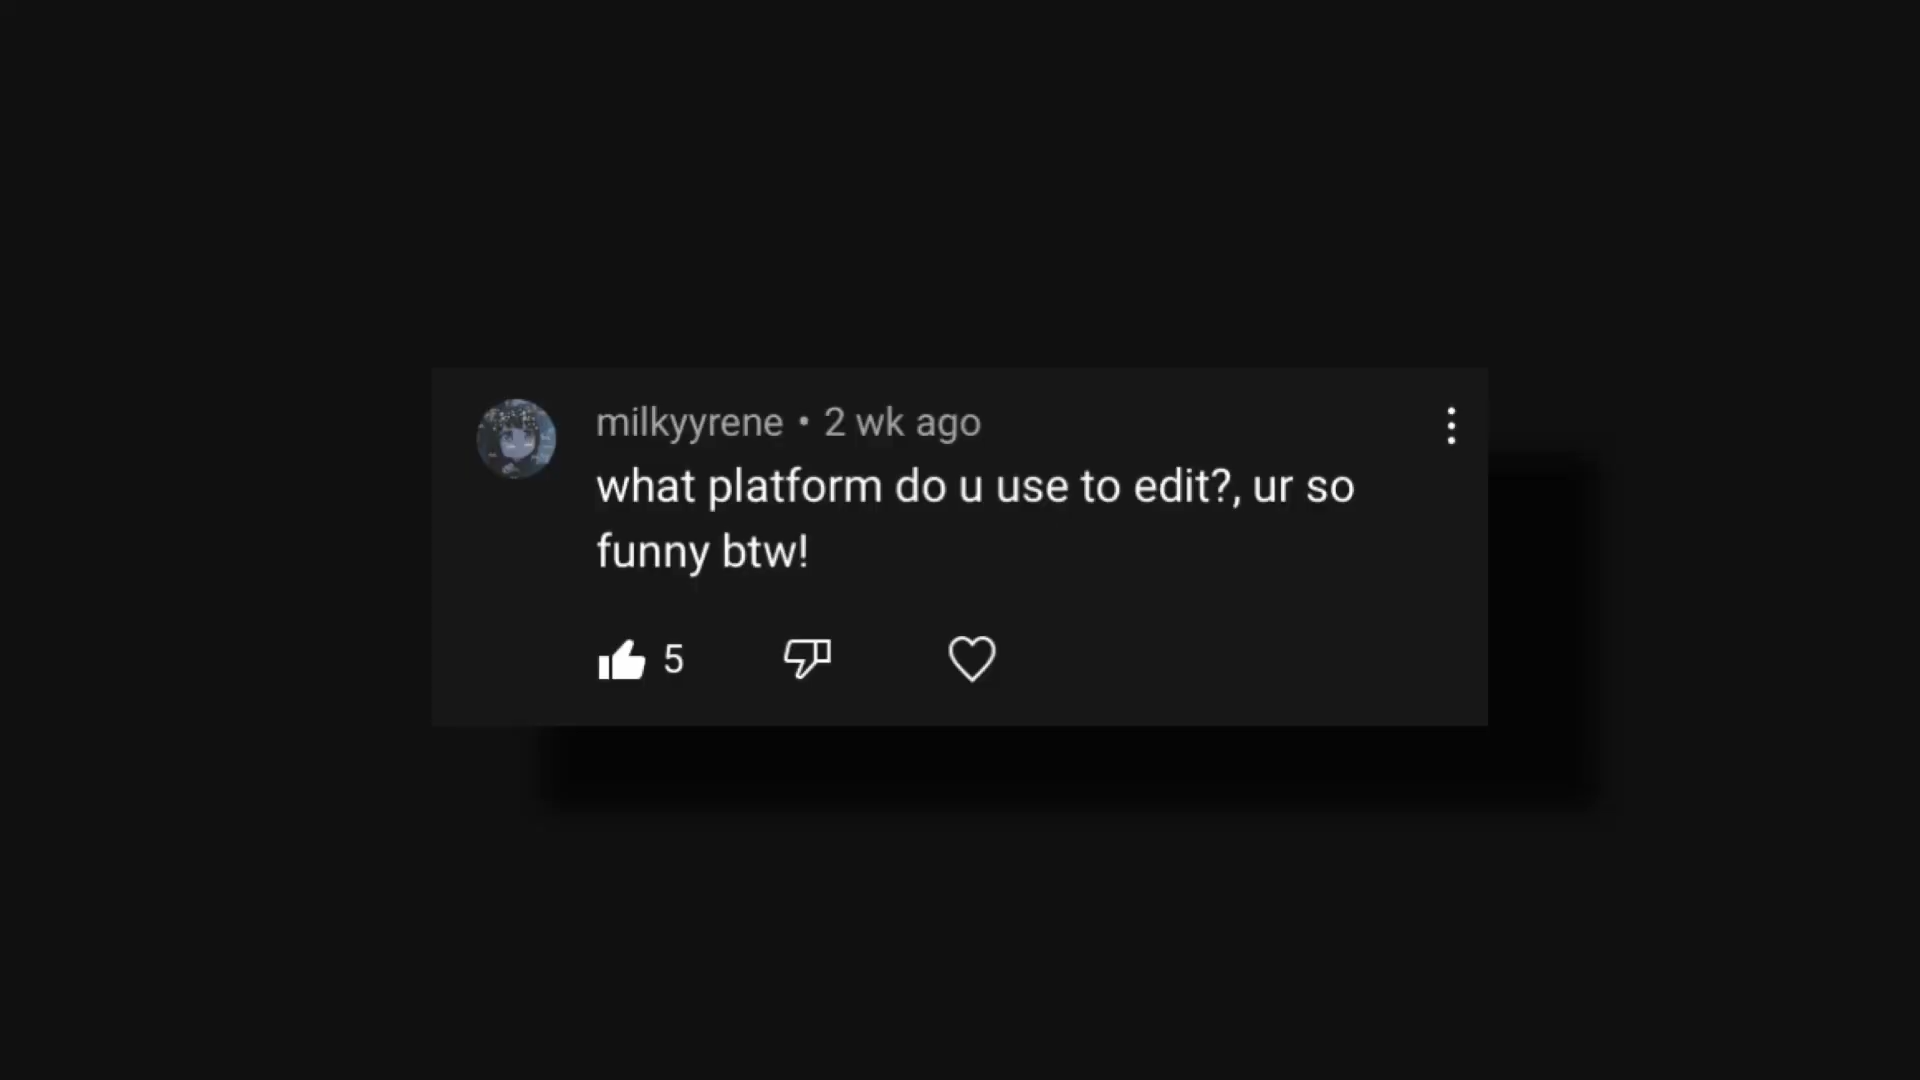 milkyyrene • 2 wk ago
what platform do u use to edit?, ur so
funny btw!
5